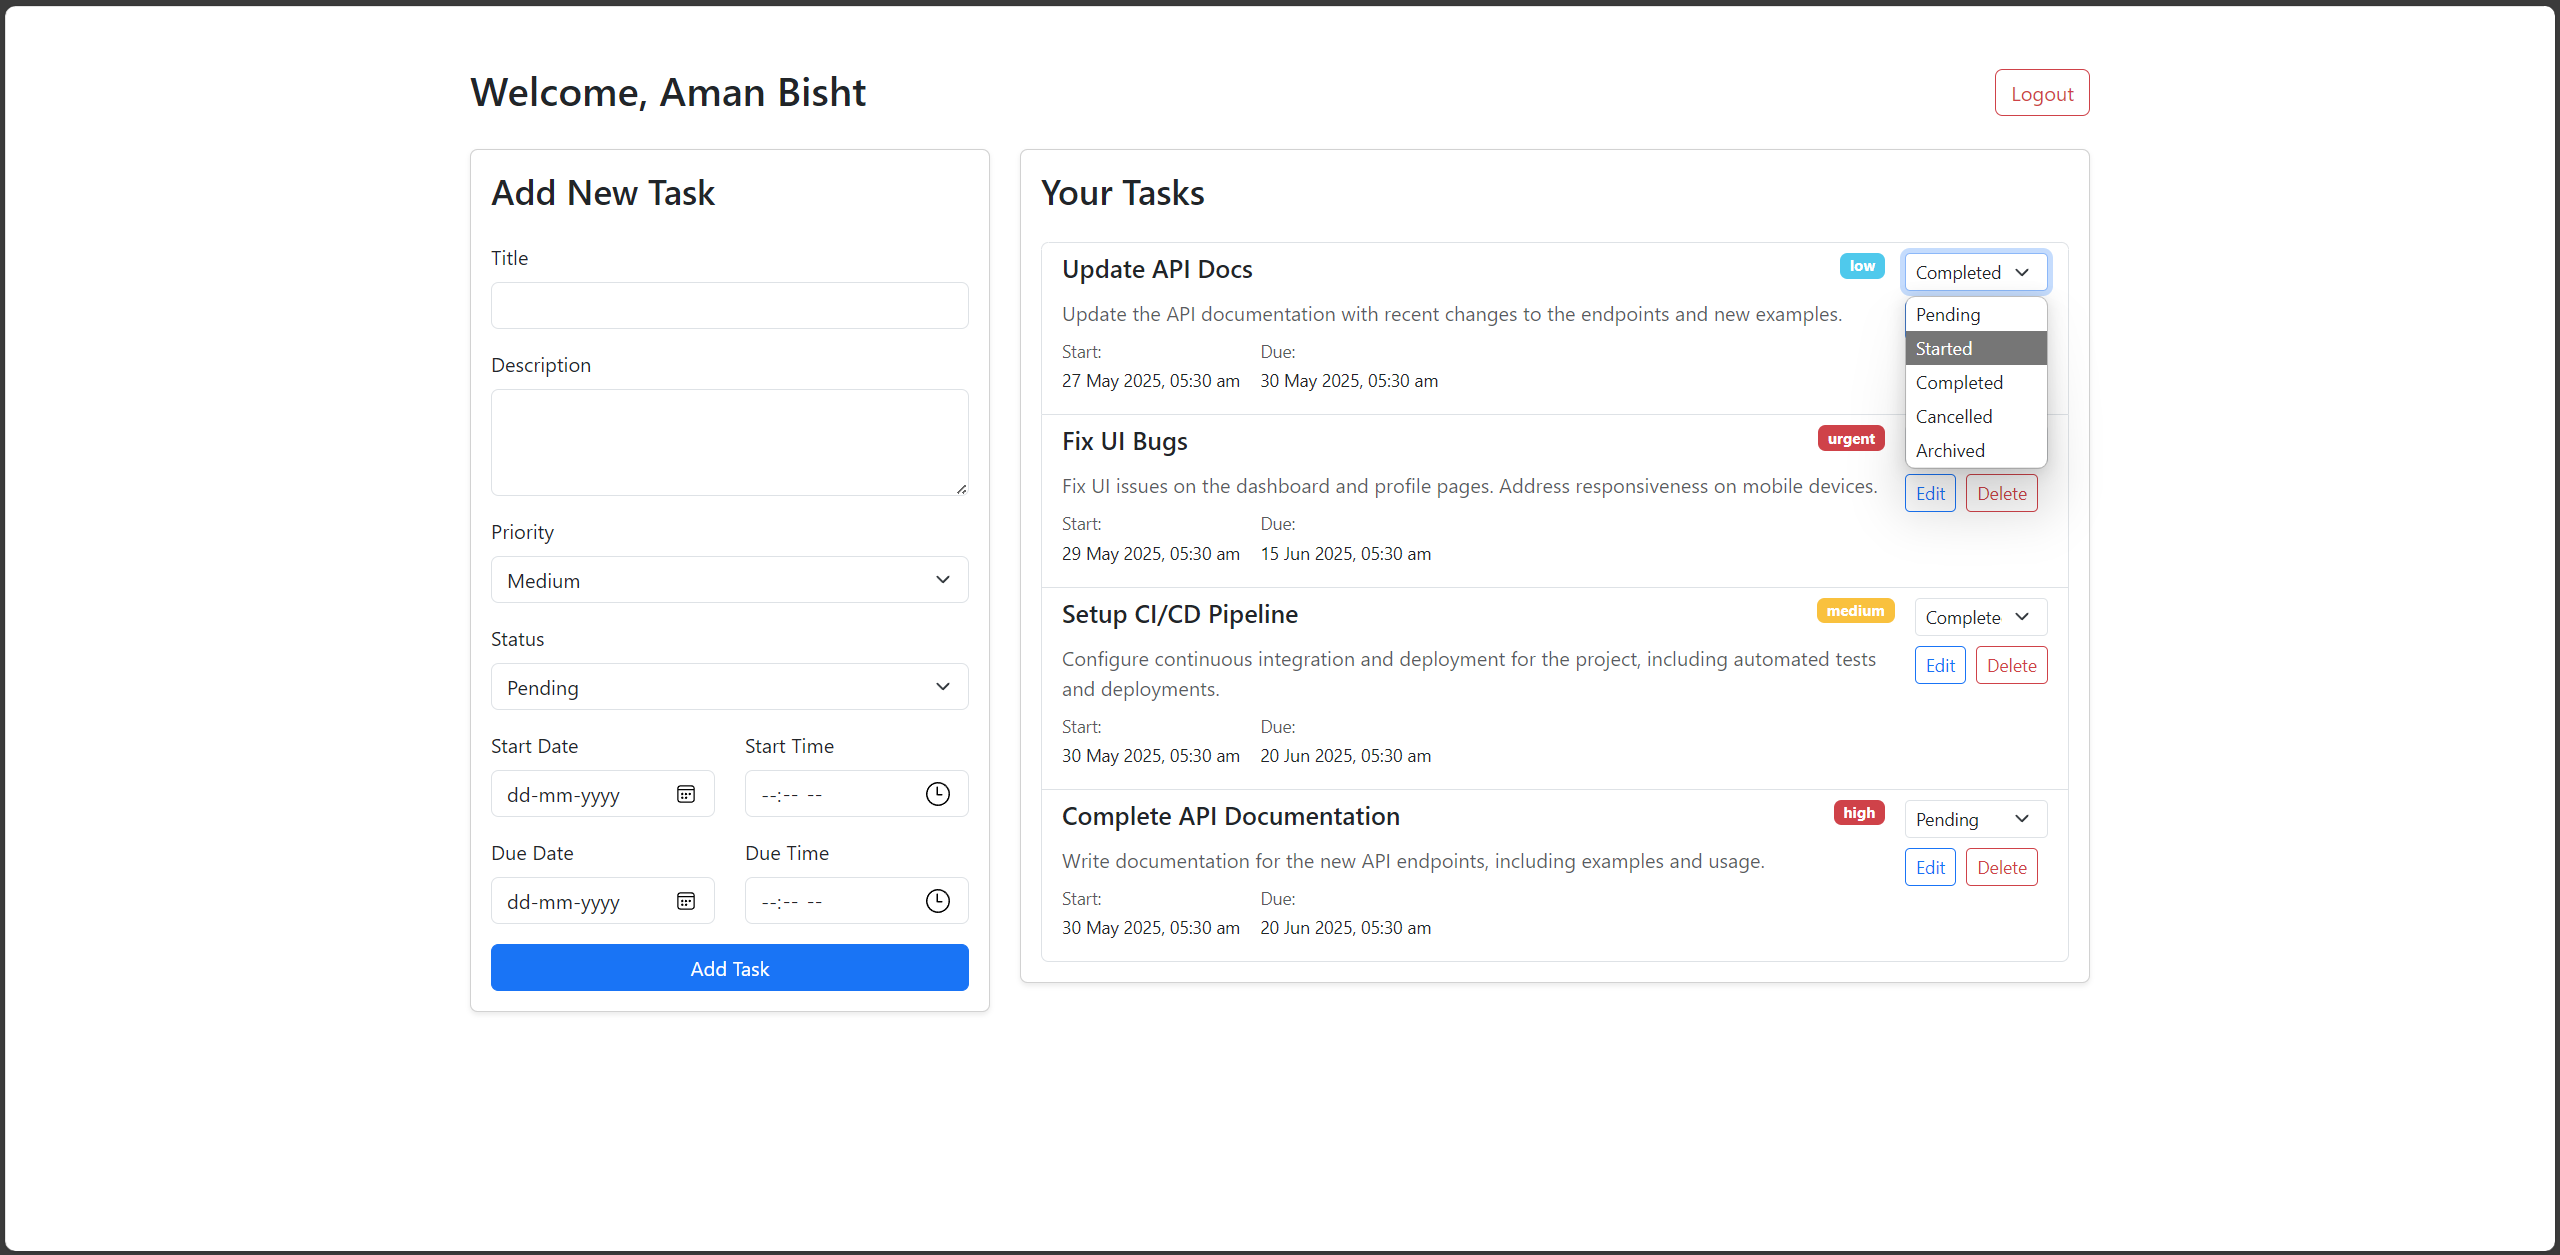 Welcome, Aman Bisht
Logout
Add New Task
Title
Description
Priority
Medium
Status
Pending
Start Date
Start Time
dd-mm-yyyy
--:-- --
Due Date
Due Time
dd-mm-yyyy
--:-- --
Add Task
Your Tasks
Update API Docs
low
Completed
Update the API documentation with recent changes to the endpoints and new examples.
Start:
Due:
27 May 2025, 05:30 am
30 May 2025, 05:30 am
Pending
Started
Completed
Cancelled
Archived
Fix UI Bugs
urgent
Fix UI issues on the dashboard and profile pages. Address responsiveness on mobile devices.
Edit
Delete
Start:
Due:
29 May 2025, 05:30 am
15 Jun 2025, 05:30 am
Setup CI/CD Pipeline
medium
Complete
Configure continuous integration and deployment for the project, including automated tests
and deployments.
Edit
Delete
Start:
Due:
30 May 2025, 05:30 am
20 Jun 2025, 05:30 am
Complete API Documentation
high
Pending
Write documentation for the new API endpoints, including examples and usage.
Edit
Delete
Start:
Due:
30 May 2025, 05:30 am
20 Jun 2025, 05:30 am